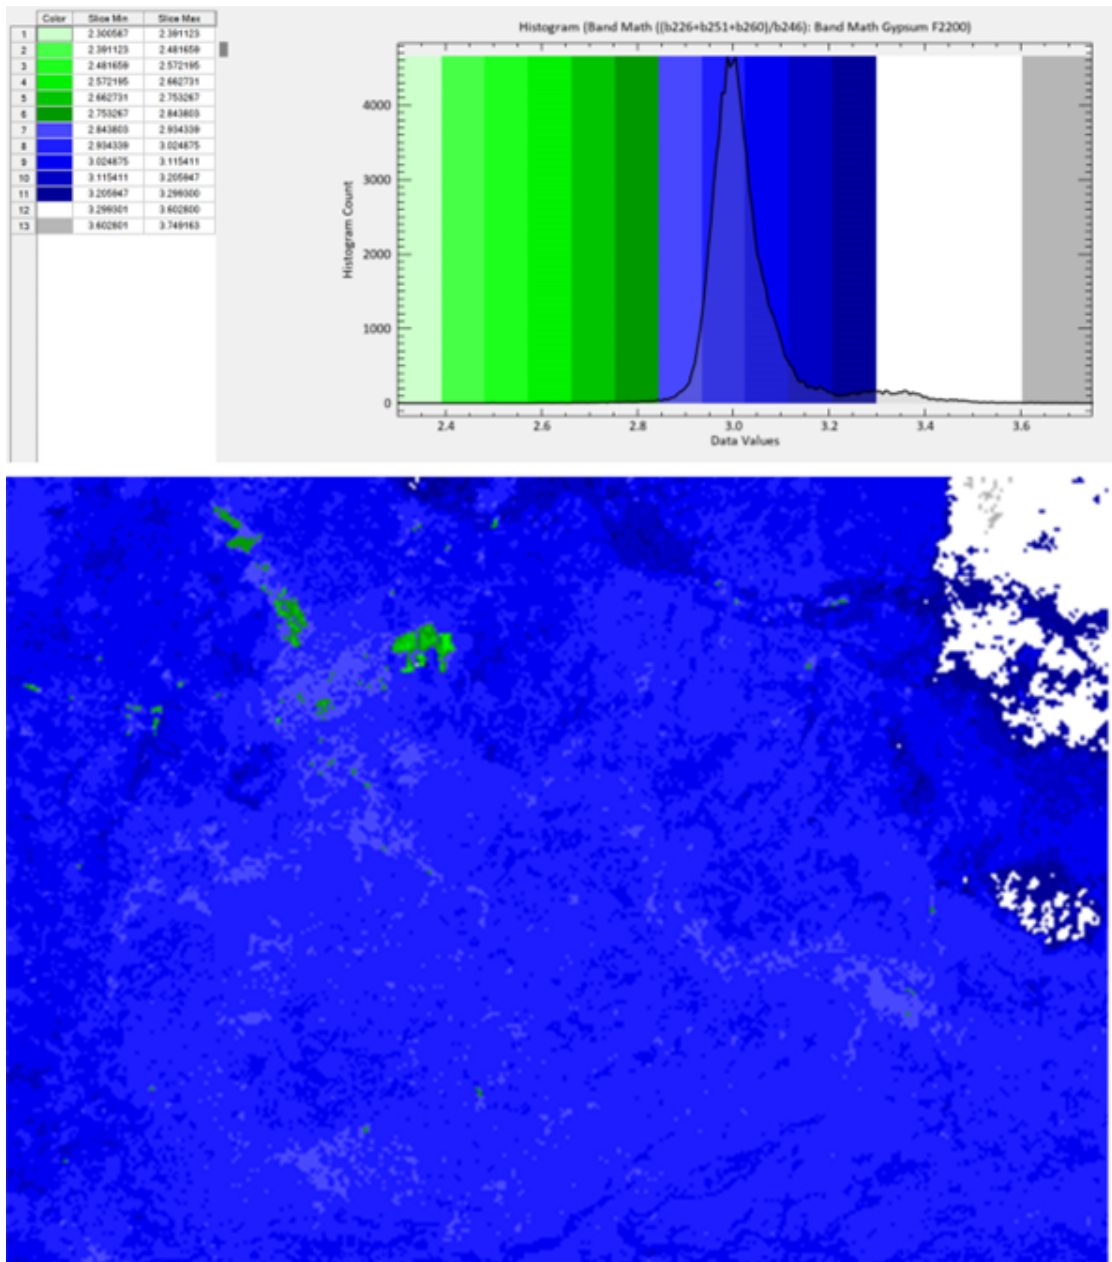 Color Slice Min Slice Max
1 2.300587 2.391123
2 2.391123 2.481659
3 2.481659 2.572195
4 2.572195 2.662731
5 2.662731 2.753267
6 2.753267 2.843803
7 2.843803 2.934339
8 2.934339 3.024875
9 3.024875 3.115411
10 3.115411 3.205947
11 3.205947 3.299300
12 3.299301 3.602800
13 3.602801 3.749163
Histogram (Band Math ((b226+b251+b260)/b246): Band Math Gypsum F2200)
Histogram Count
4000
3000
2000
1000
0
2.4 2.6 2.8 3.0 3.2 3.4 3.6
Data Values